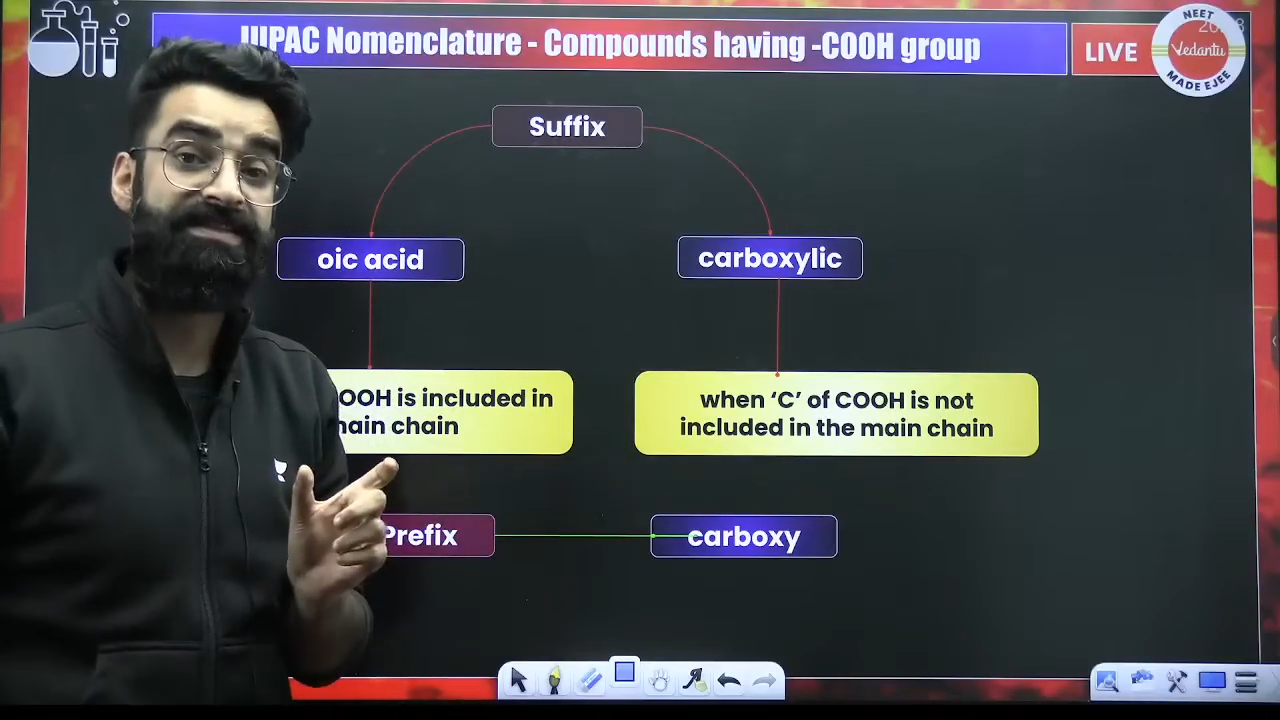 IUPAC Nomenclature - Compounds having -COOH group
LIVE
NEET
Vedantu
MADE EJEE
Suffix
oic acid
carboxylic
OOH is included in
main chain
when ‘C’ of COOH is not
included in the main chain
Prefix
carboxy